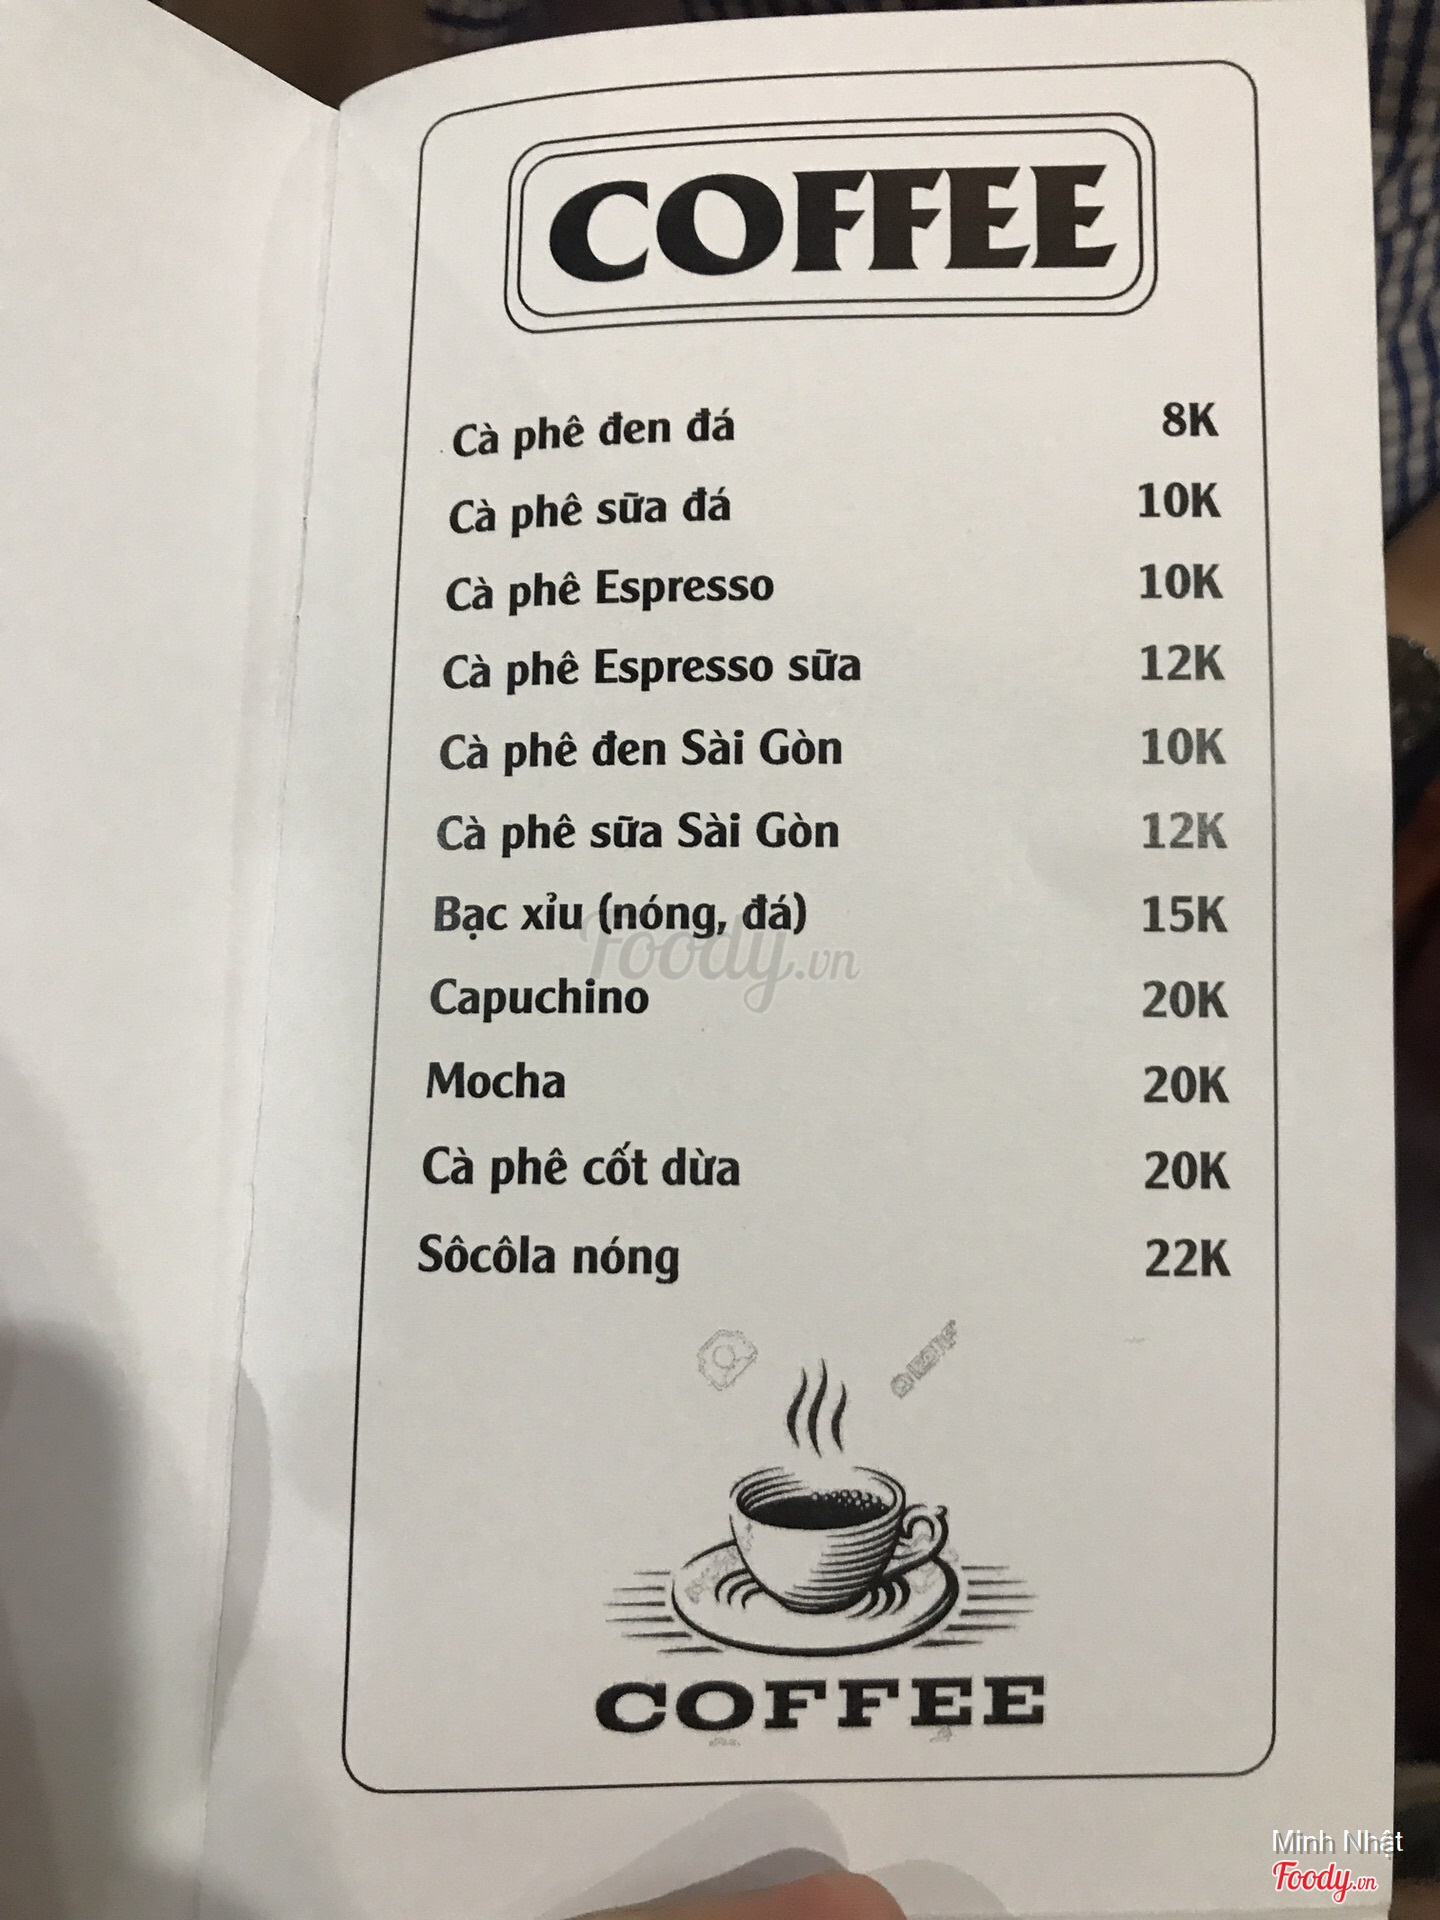 COFFEE
Cà phê đen đá 8K
Cà phê sữa đá 10K
Cà phê Espresso 10K
Cà phê Espresso sữa 12K
Cà phê đen Sài Gòn 10K
Cà phê sữa Sài Gòn 12K
Bạc xỉu (nóng, đá) 15K
Foody.vn
Capuchino 20K
Mocha 20K
Cà phê cốt dừa 20K
Sôcôla nóng 22K
COFFEE
Minh Nhật
Foody.vn